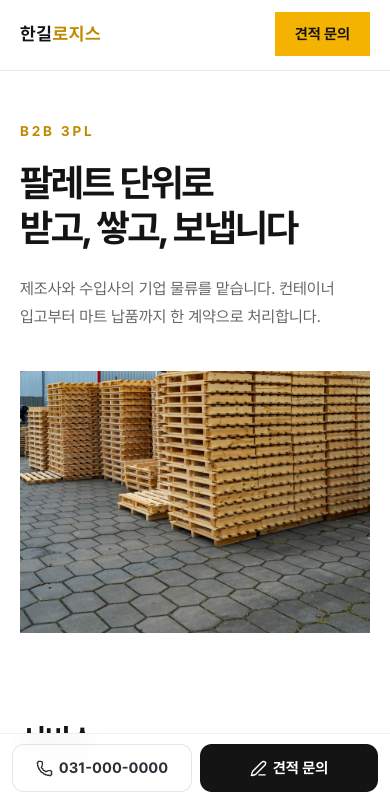 한길로지스
견적 문의
B2B 3PL
팔레트 단위로
받고, 쌓고, 보냅니다
제조사와 수입사의 기업 물류를 맡습니다. 컨테이너
입고부터 마트 납품까지 한 계약으로 처리합니다.
031-000-0000
견적 문의